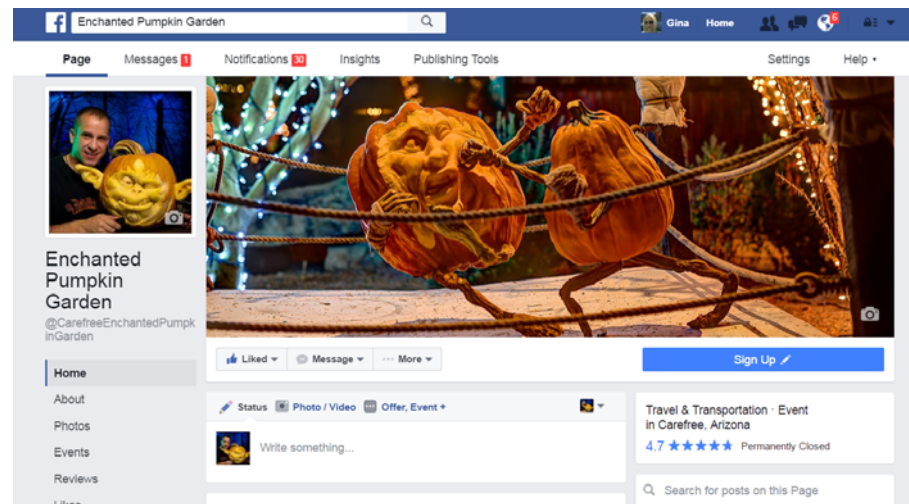 Enchanted Pumpkin Garden
Gina Home 6
Page Messages 1 Notifications 30 Insights Publishing Tools Settings Help
Enchanted
Pumpkin
Garden
@CarefreeEnchantedPumpk
inGarden
Liked Message More Sign Up
Home
About
Photos
Events
Reviews
Likes
Status Photo / Video Offer, Event +
Write something...
Travel & Transportation · Event
in Carefree, Arizona
4.7 ★★★★★ Permanently Closed
Search for posts on this Page